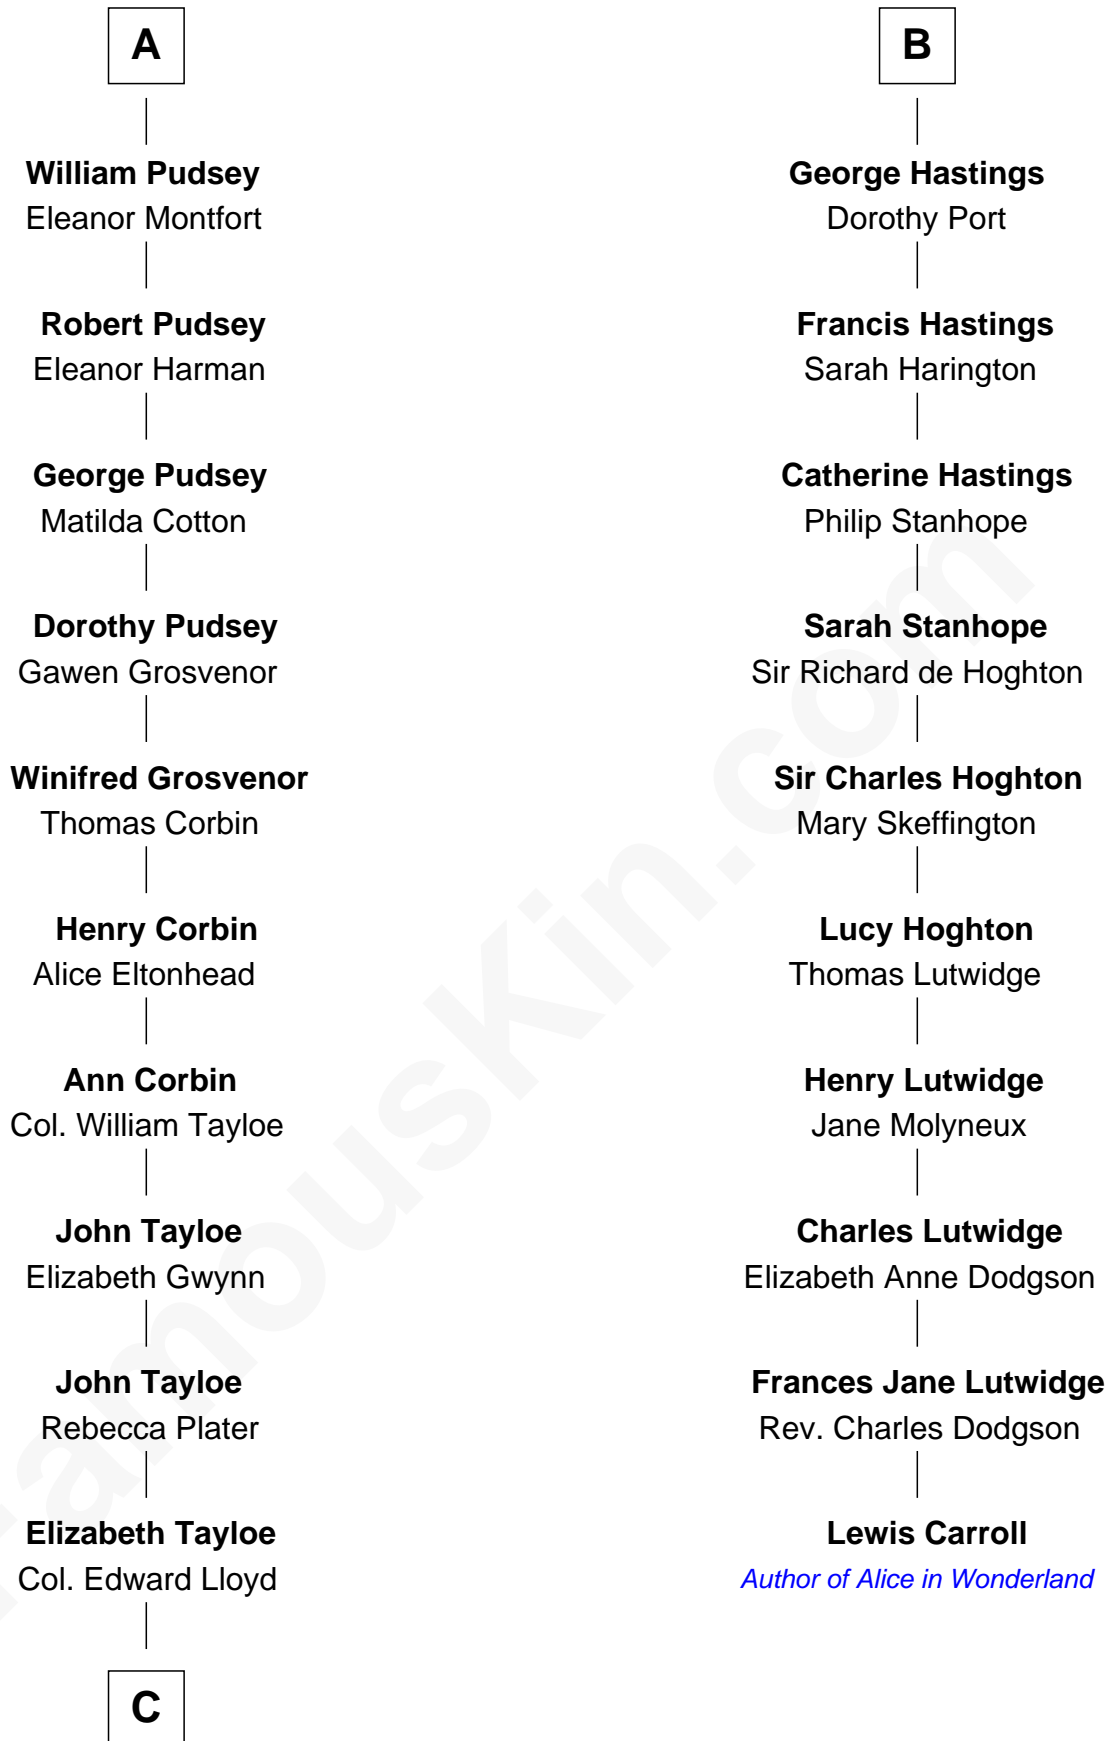 A
William Pudsey
Eleanor Montfort
Robert Pudsey
Eleanor Harman
George Pudsey
Matilda Cotton
Dorothy Pudsey
Gawen Grosvenor
Winifred Grosvenor
Thomas Corbin
Henry Corbin
Alice Eltonhead
Ann Corbin
Col. William Tayloe
John Tayloe
Elizabeth Gwynn
John Tayloe
Rebecca Plater
Elizabeth Tayloe
Col. Edward Lloyd
C
B
George Hastings
Dorothy Port
Francis Hastings
Sarah Harington
Catherine Hastings
Philip Stanhope
Sarah Stanhope
Sir Richard de Hoghton
Sir Charles Hoghton
Mary Skeffington
Lucy Hoghton
Thomas Lutwidge
Henry Lutwidge
Jane Molyneux
Charles Lutwidge
Elizabeth Anne Dodgson
Frances Jane Lutwidge
Rev. Charles Dodgson
Lewis Carroll
Author of Alice in Wonderland
FamousKin.com